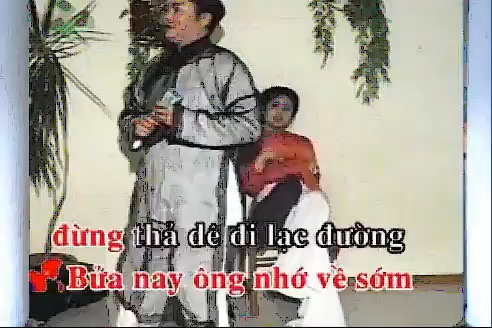 đừng thả dê đi lạc đường
Bữa nay ông nhớ về sớm